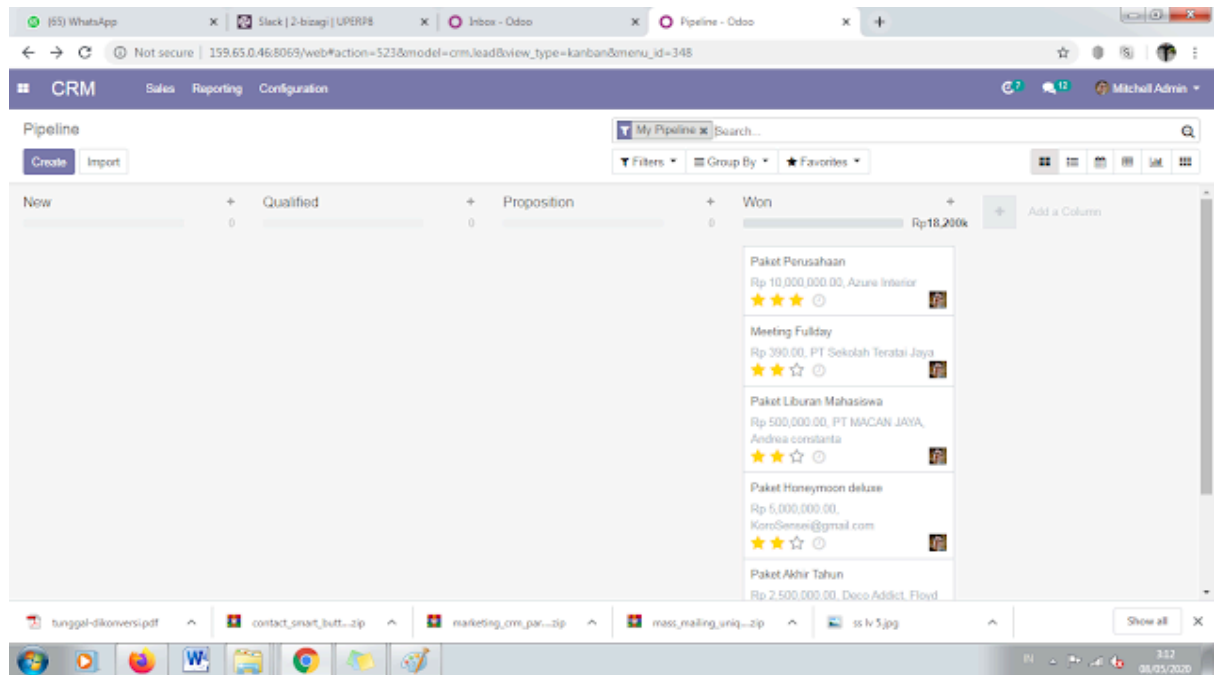 (65) WhatsApp
Slack | 2-bizagi | UPERP8
Inbox - Odoo
Pipeline - Odoo
Not secure | 159.65.0.46:8069/web#action=523&model=crm.lead&view_type=kanban&menu_id=348
CRM Sales Reporting Configuration
7 12 Mitchell Admin
Pipeline
My Pipeline Search...
Create Import
Filters Group By Favorites
New + Qualified + Proposition + Won +
0 0 0 Rp18,200k
+ Add a Column
Paket Perusahaan
Rp 10,000,000.00, Azure Interior
Meeting Fullday
Rp 390.00, PT Sekolah Teratai Jaya
Paket Liburan Mahasiswa
Rp 500,000.00, PT MACAN JAYA,
Andrea constanta
Paket Honeymoon deluxe
Rp 5,000,000.00,
KoroSensei@gmail.com
Paket Akhir Tahun
Rp 2,500,000.00, Deco Addict, Floyd
tunggal-dikonversi.pdf
contact_smart_butt....zip
marketing_crm_par....zip
mass_mailing_uniq....zip
ss lv 5.jpg
Show all
IN
3:12
08/05/2020